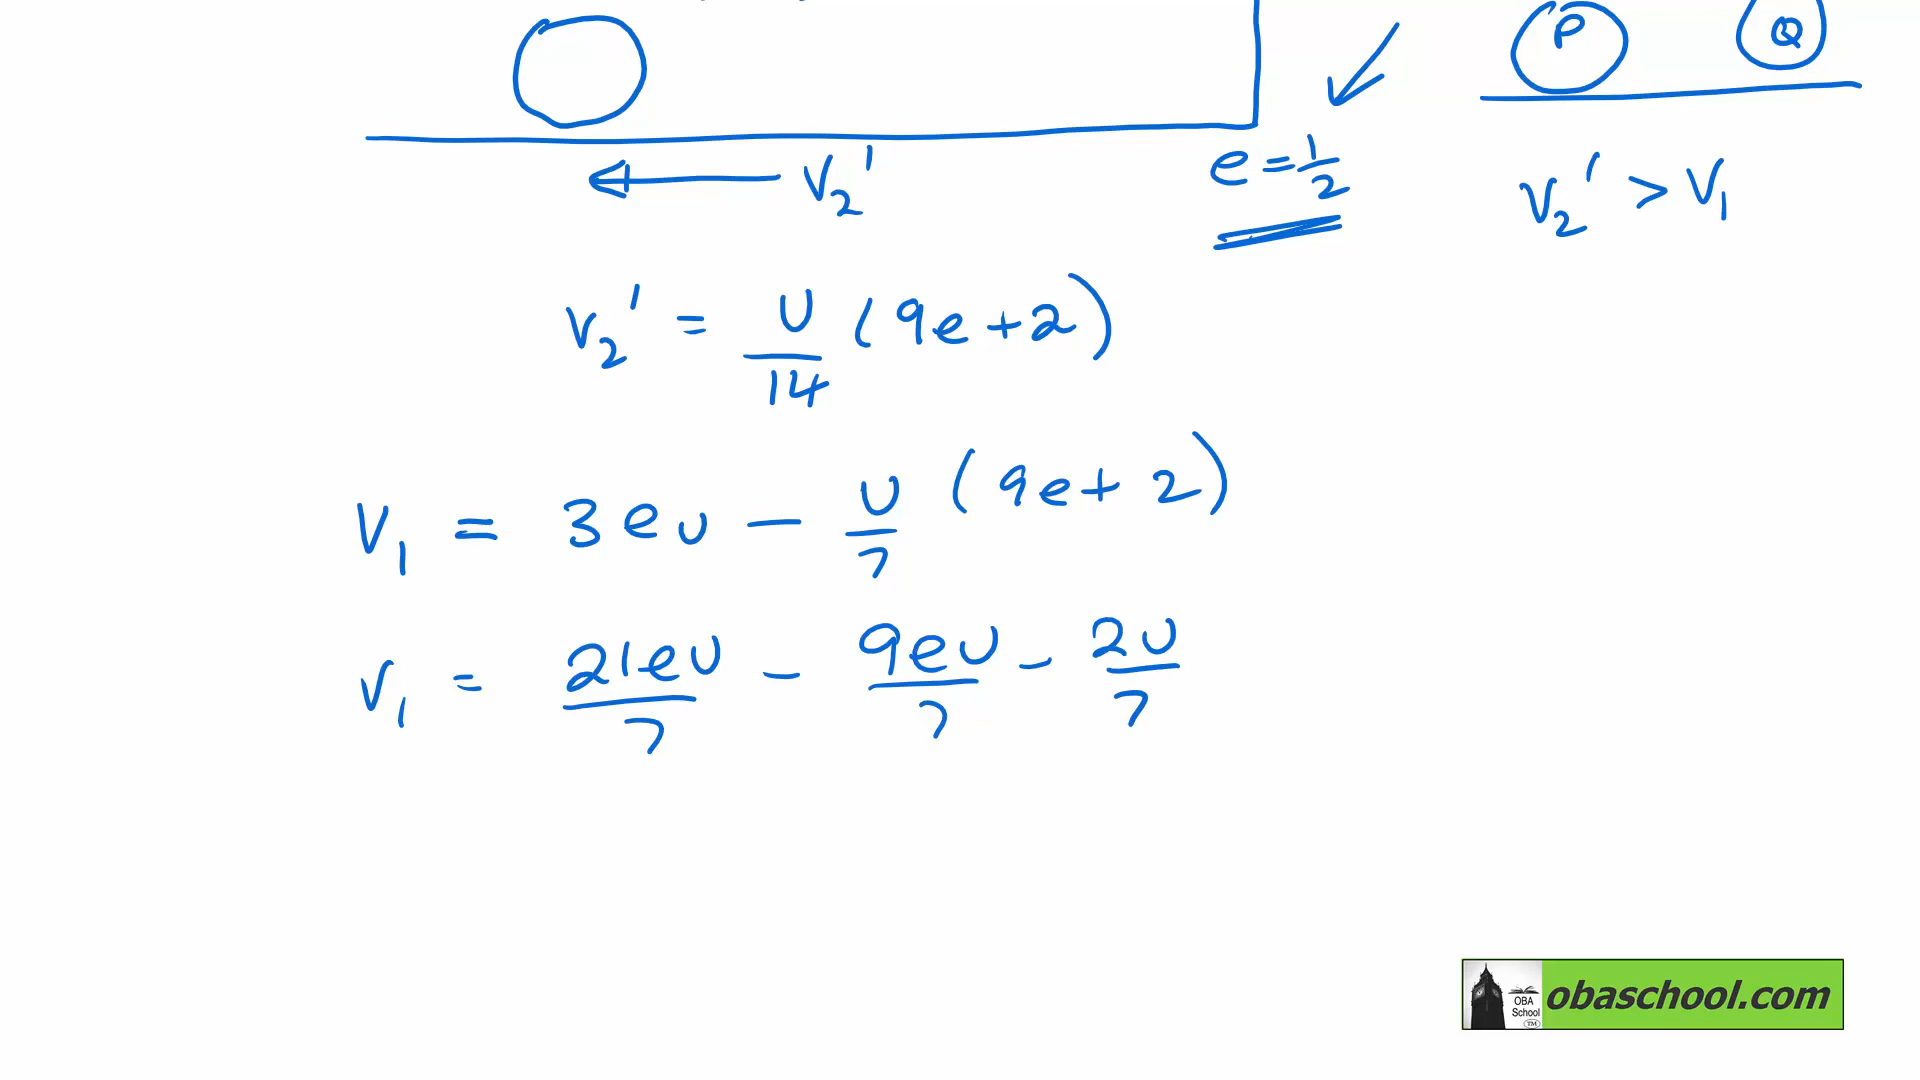 P Q
v₂' e = 1/2 v₂' > v₁
v₂' = U/14 (9e + 2)
v₁ = 3eu − U/7 (9e + 2)
v₁ = 21eu/7 − 9eu/7 − 2u/7
OBA School TM obaschool.com